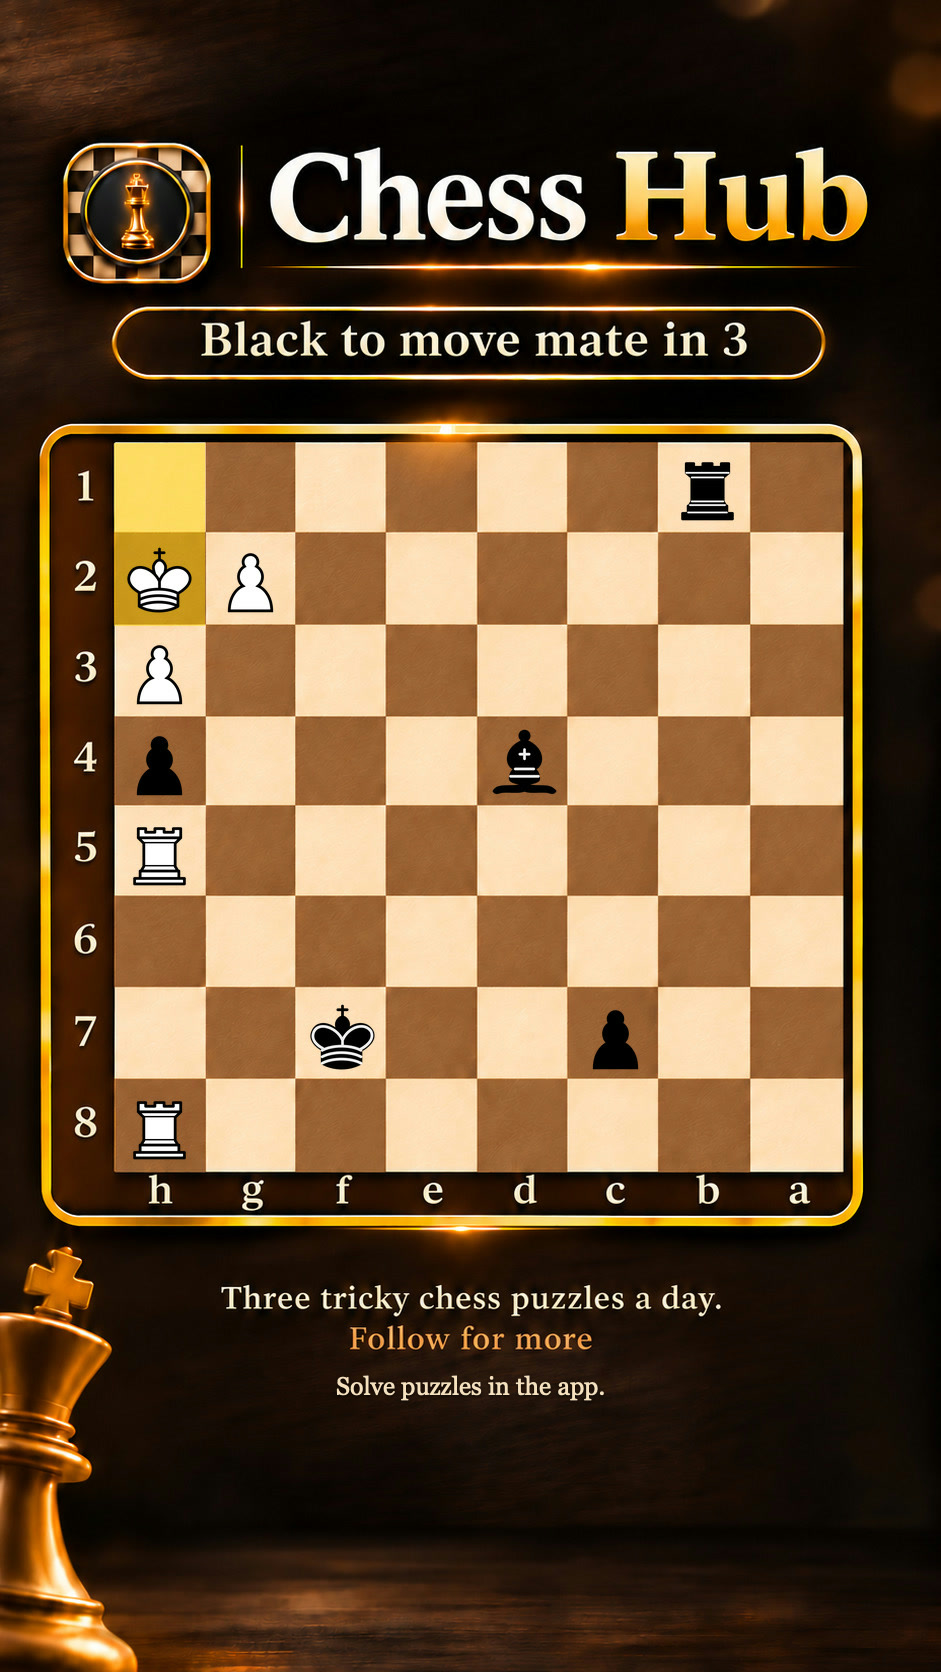 Chess Hub
Black to move mate in 3
1
2
3
4
5
6
7
8
h g f e d c b a
Three tricky chess puzzles a day.
Follow for more
Solve puzzles in the app.